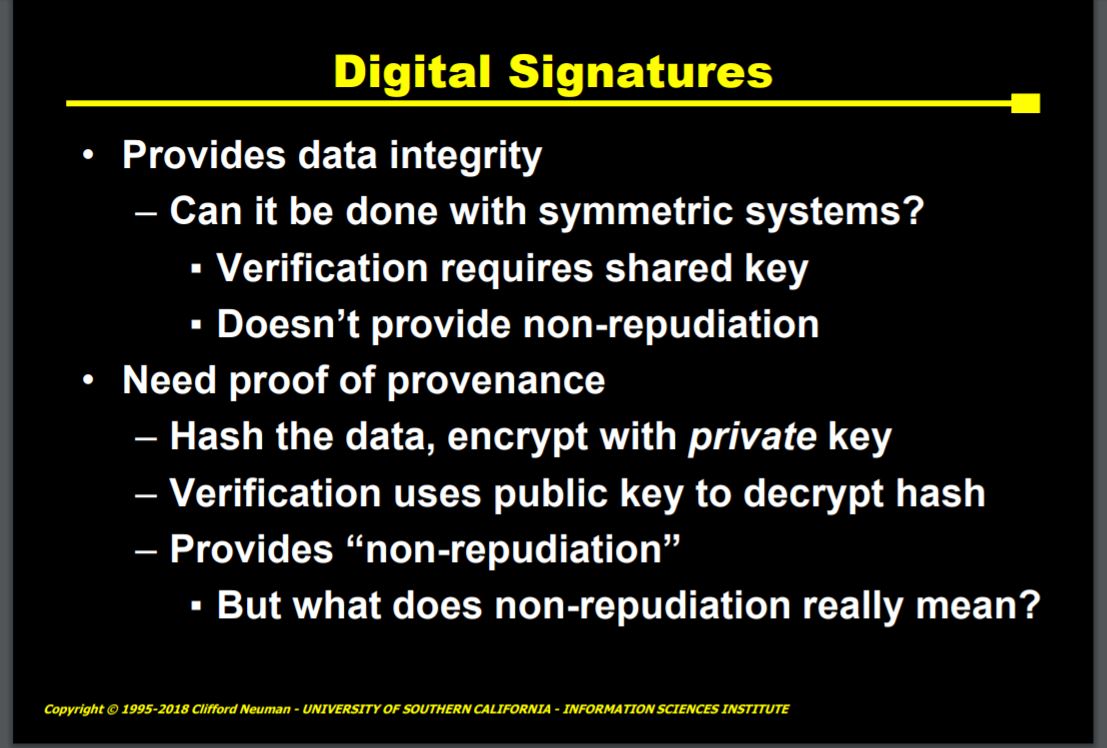 Digital Signatures
• Provides data integrity
– Can it be done with symmetric systems?
▪ Verification requires shared key
▪ Doesn’t provide non-repudiation
• Need proof of provenance
– Hash the data, encrypt with private key
– Verification uses public key to decrypt hash
– Provides “non-repudiation”
▪ But what does non-repudiation really mean?
Copyright © 1995-2018 Clifford Neuman - UNIVERSITY OF SOUTHERN CALIFORNIA - INFORMATION SCIENCES INSTITUTE